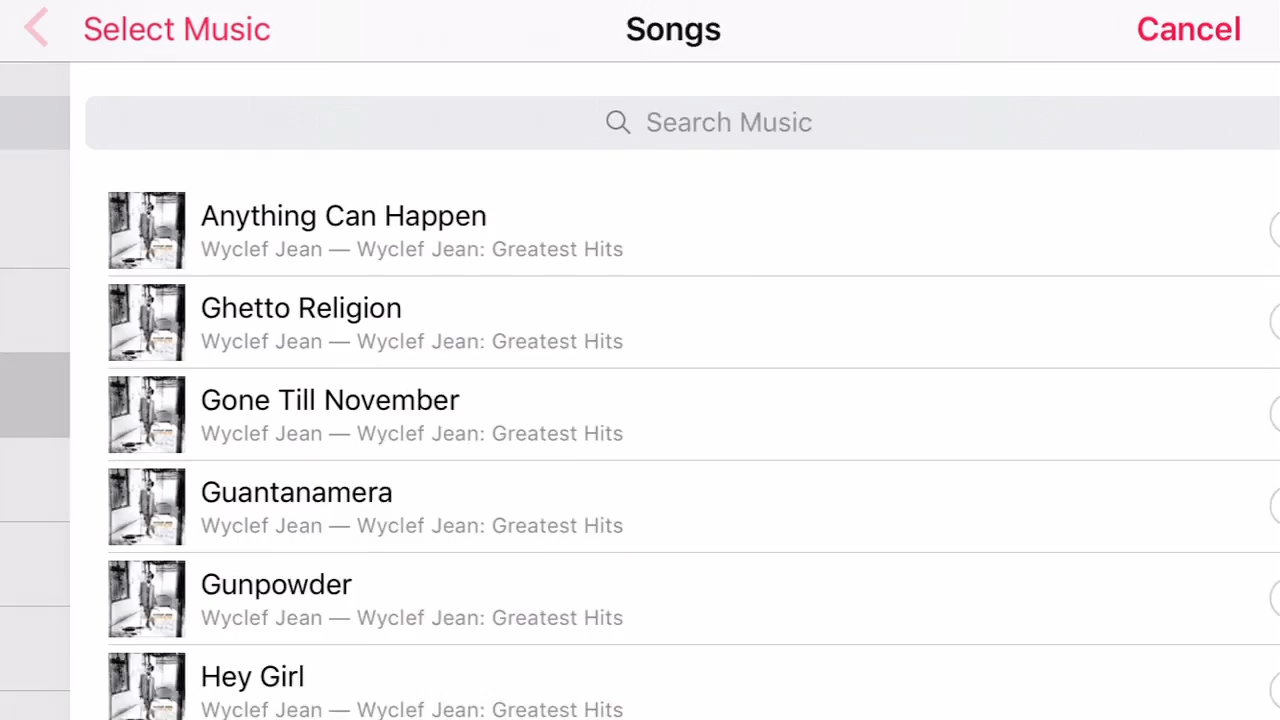 Select Music
Songs
Cancel
Search Music
Anything Can Happen
Wyclef Jean — Wyclef Jean: Greatest Hits
Ghetto Religion
Wyclef Jean — Wyclef Jean: Greatest Hits
Gone Till November
Wyclef Jean — Wyclef Jean: Greatest Hits
Guantanamera
Wyclef Jean — Wyclef Jean: Greatest Hits
Gunpowder
Wyclef Jean — Wyclef Jean: Greatest Hits
Hey Girl
Wyclef Jean — Wyclef Jean: Greatest Hits